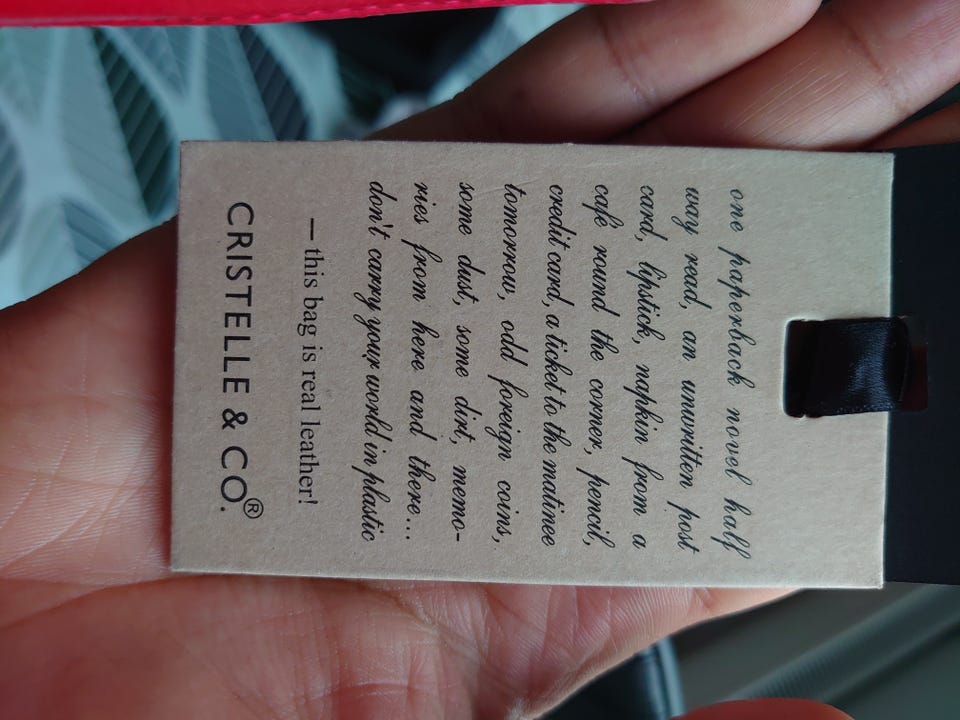 one paperback novel half
way read, an unwritten post
card, lipstick, napkin from a
café round the corner, pencil,
credit card, a ticket to the matinee
tomorrow, odd foreign coins,
some dust, some dirt, memo-
ries from here and there...
don't carry your world in plastic
— this bag is real leather!
CRISTELLE & CO®.